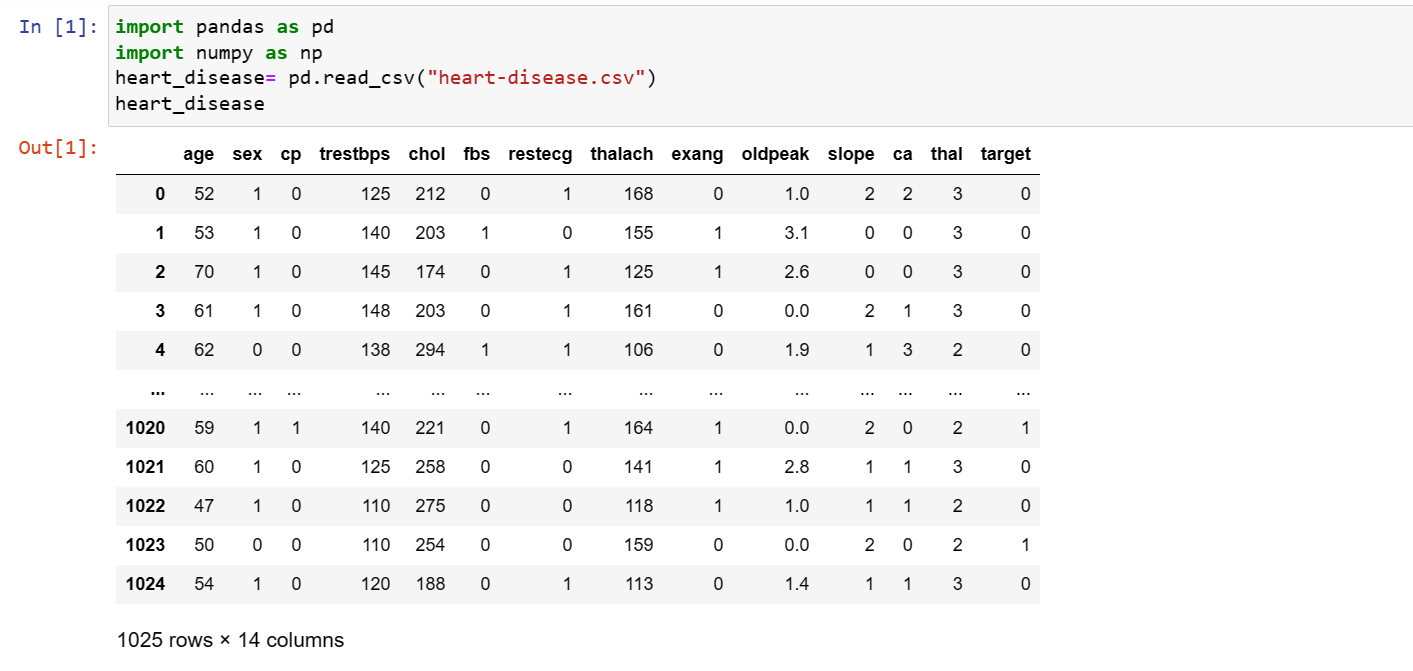 In [1]: import pandas as pd
import numpy as np
heart_disease= pd.read_csv("heart-disease.csv")
heart_disease
Out[1]:
age sex cp trestbps chol fbs restecg thalach exang oldpeak slope ca thal target
0 52 1 0 125 212 0 1 168 0 1.0 2 2 3 0
1 53 1 0 140 203 1 0 155 1 3.1 0 0 3 0
2 70 1 0 145 174 0 1 125 1 2.6 0 0 3 0
3 61 1 0 148 203 0 1 161 0 0.0 2 1 3 0
4 62 0 0 138 294 1 1 106 0 1.9 1 3 2 0
... ... ... ... ... ... ... ... ... ... ... ... ... ... ...
1020 59 1 1 140 221 0 1 164 1 0.0 2 0 2 1
1021 60 1 0 125 258 0 0 141 1 2.8 1 1 3 0
1022 47 1 0 110 275 0 0 118 1 1.0 1 1 2 0
1023 50 0 0 110 254 0 0 159 0 0.0 2 0 2 1
1024 54 1 0 120 188 0 1 113 0 1.4 1 1 3 0
1025 rows × 14 columns